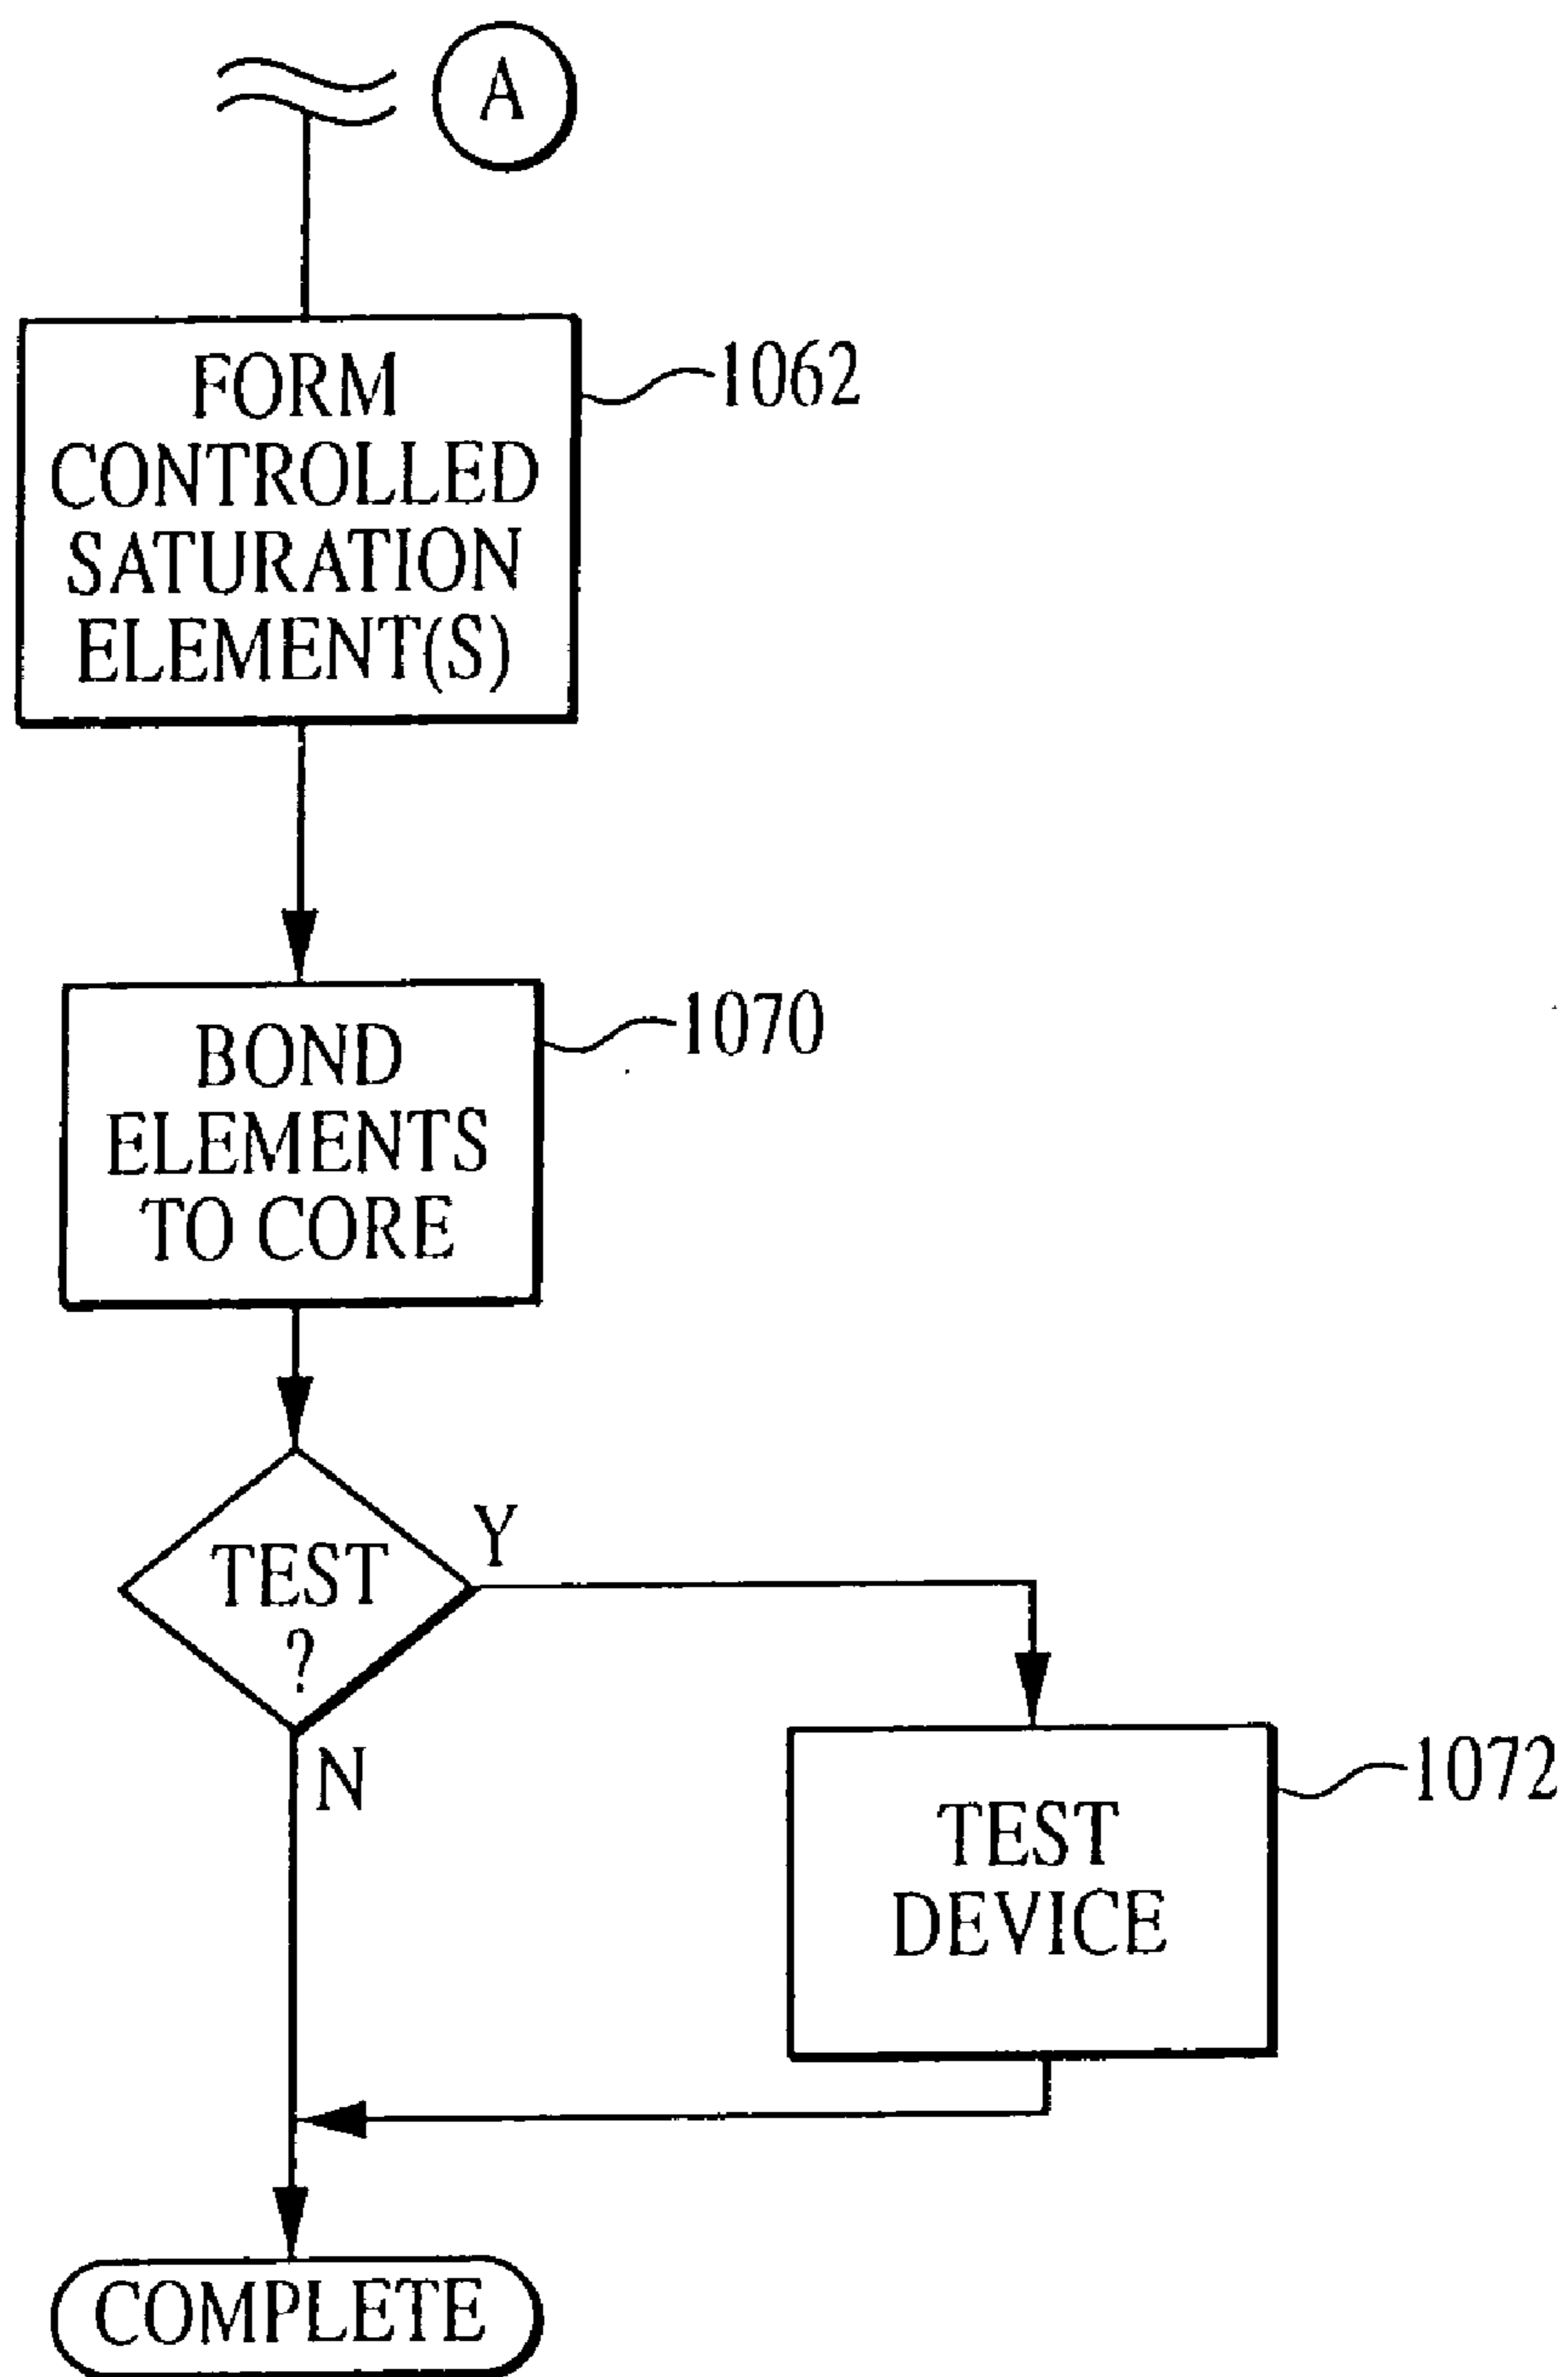 A
FORM
CONTROLLED
SATURATION
ELEMENT(S)
1062
BOND
ELEMENTS
TO CORE
1070
TEST
?
Y
N
TEST
DEVICE
1072
COMPLETE